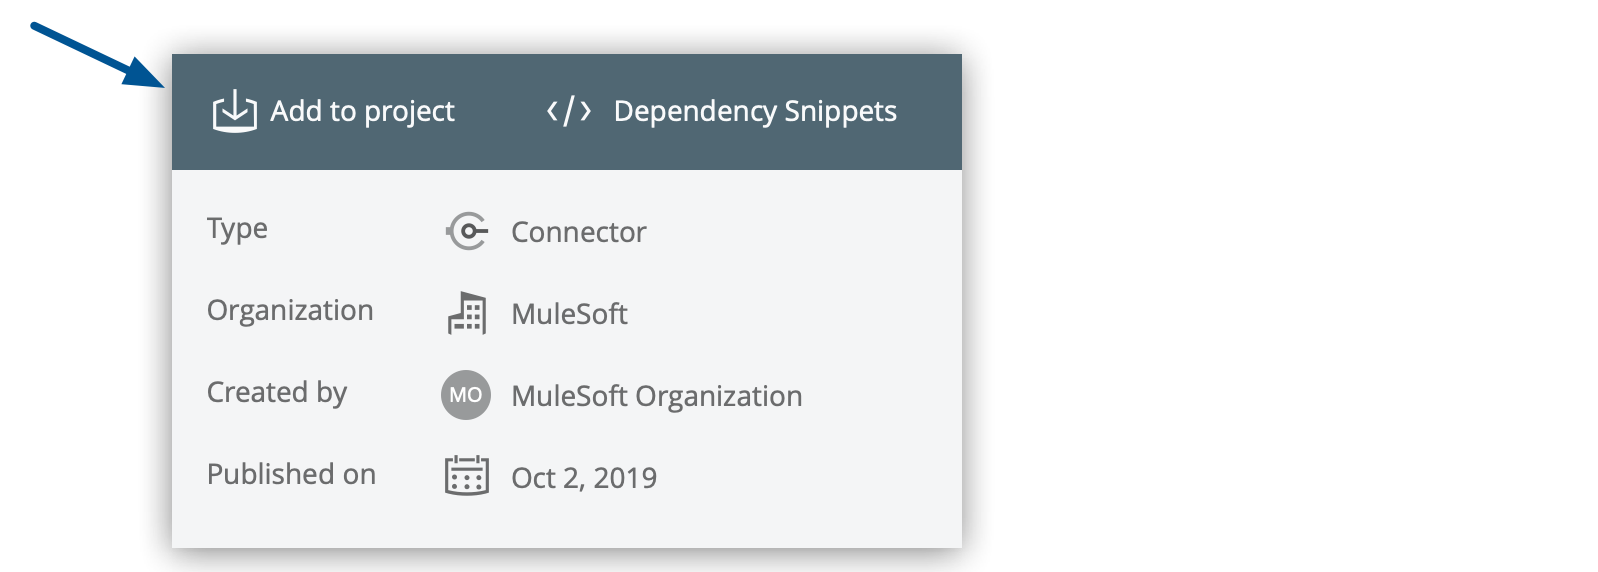 Add to project </> Dependency Snippets
Type Connector
Organization MuleSoft
Created by MO MuleSoft Organization
Published on Oct 2, 2019